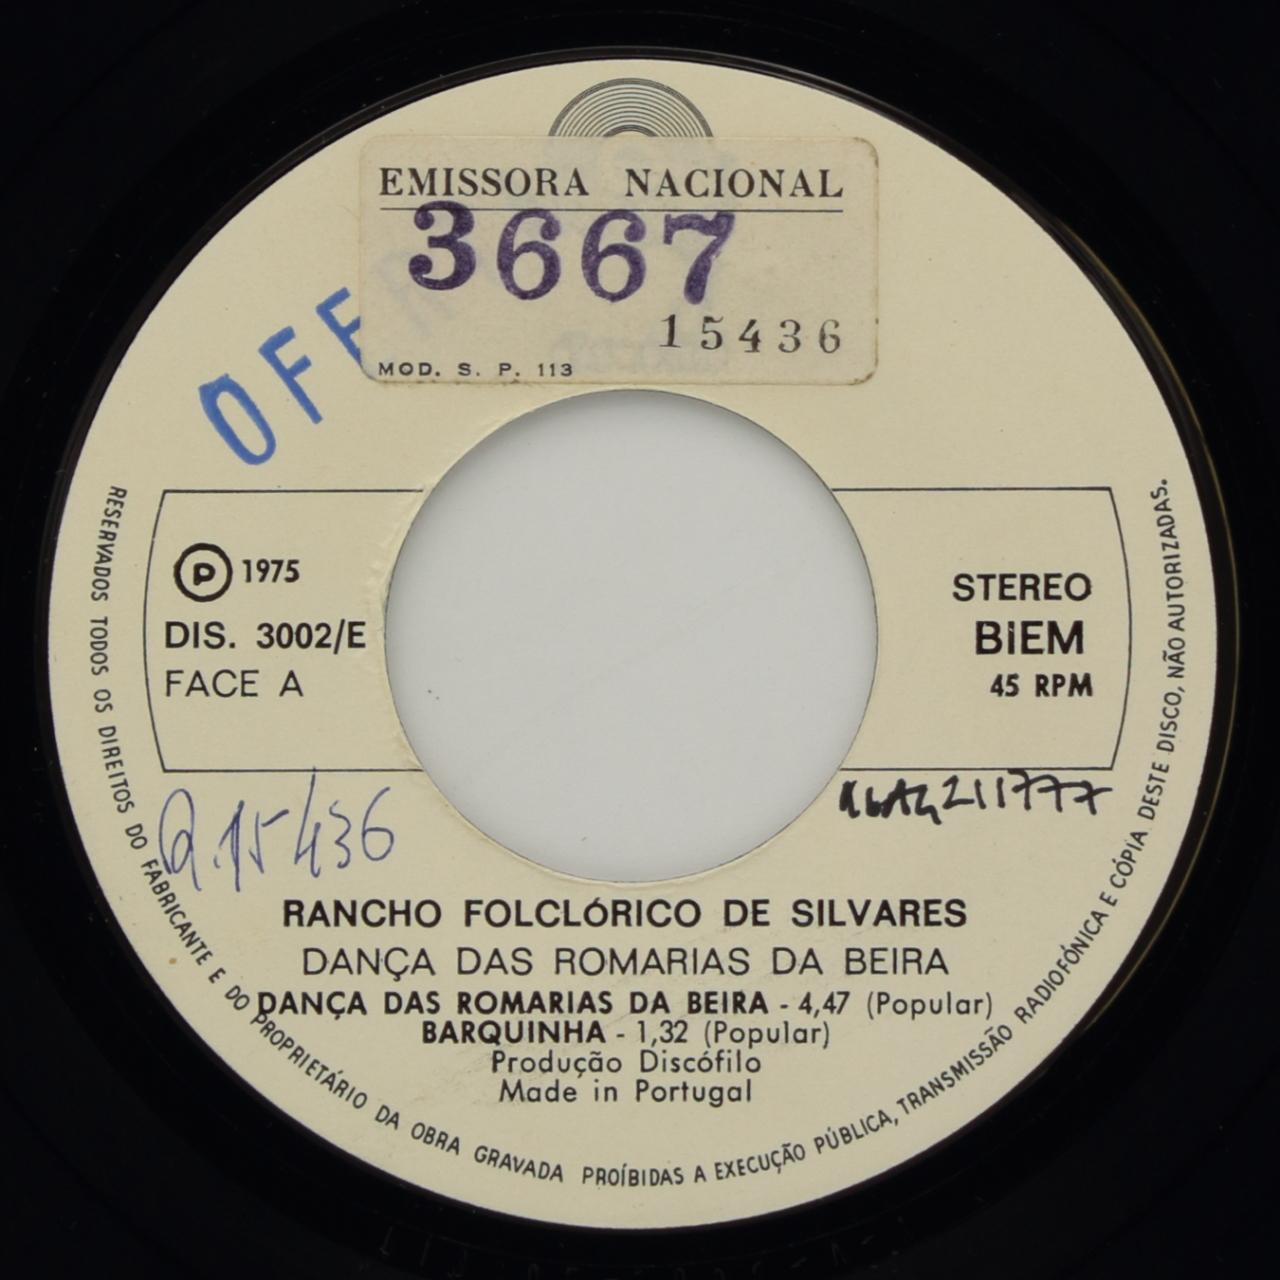 EMISSORA NACIONAL
3667
15436
MOD. S. P. 113
OFE
℗ 1975
DIS. 3002/E
FACE A
STEREO
BIEM
45 RPM
Q.15436
RANCHO FOLCLÓRICO DE SILVARES
DANÇA DAS ROMARIAS DA BEIRA
DANÇA DAS ROMARIAS DA BEIRA - 4,47 (Popular)
BARQUINHA - 1,32 (Popular)
Produção Discófilo
Made in Portugal
RESERVADOS TODOS OS DIREITOS DO FABRICANTE E DO PROPRIETÁRIO DA OBRA GRAVADA PROÍBIDAS A EXECUÇÃO PÚBLICA, TRANSMISSÃO RADIOFÓNICA E CÓPIA DESTE DISCO, NÃO AUTORIZADAS.